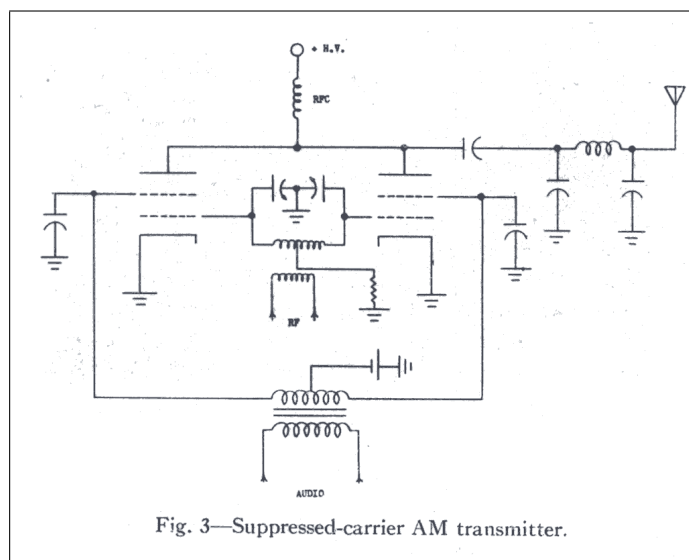 + H.V.
RFC
RF
AUDIO
Fig. 3—Suppressed-carrier AM transmitter.